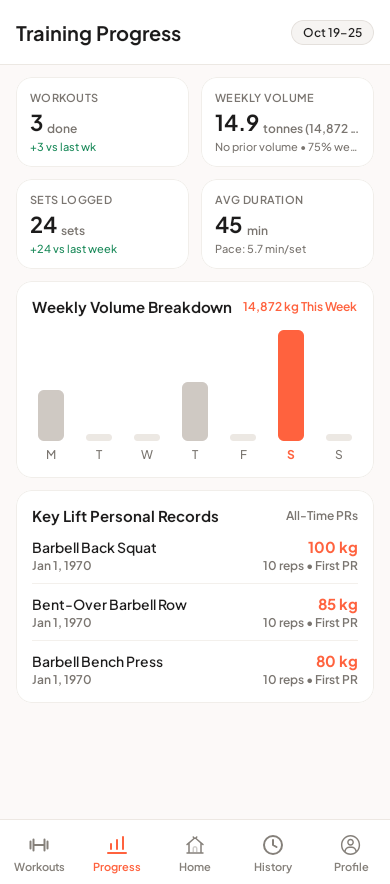 Training Progress
Oct 19–25
WORKOUTS
3 done
+3 vs last wk
WEEKLY VOLUME
14.9 tonnes (14,872 …
No prior volume • 75% we…
SETS LOGGED
24 sets
+24 vs last week
AVG DURATION
45 min
Pace: 5.7 min/set
Weekly Volume Breakdown
14,872 kg This Week
M T W T F S S
Key Lift Personal Records
All-Time PRs
Barbell Back Squat
100 kg
Jan 1, 1970
10 reps • First PR
Bent-Over Barbell Row
85 kg
Jan 1, 1970
10 reps • First PR
Barbell Bench Press
80 kg
Jan 1, 1970
10 reps • First PR
Workouts Progress Home History Profile